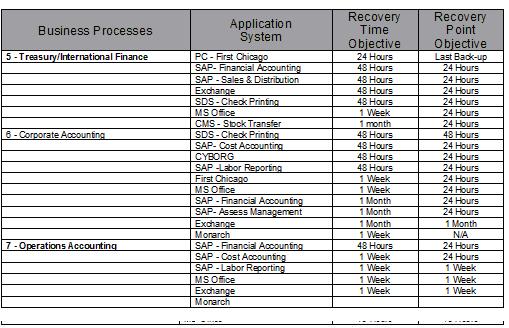 Business Processes Application System Recovery Time Objective Recovery Point Objective
5 - Treasury/International Finance PC - First Chicago 24 Hours Last Back-up
SAP- Financial Accounting 48 Hours 24 Hours
SAP - Sales & Distribution 48 Hours 24 Hours
Exchange 48 Hours 24 Hours
SDS - Check Printing 48 Hours 24 Hours
MS Office 1 Week 24 Hours
CMS - Stock Transfer 1 month 24 Hours
6 - Corporate Accounting SDS - Check Printing 48 Hours 48 Hours
SAP- Cost Accounting 48 Hours 24 Hours
CYBORG 48 Hours 24 Hours
SAP -Labor Reporting 48 Hours 24 Hours
First Chicago 1 Week 24 Hours
MS Office 1 Week 24 Hours
SAP - Financial Accounting 1 Month 24 Hours
SAP- Assess Management 1 Month 24 Hours
Exchange 1 Month 1 Month
Monarch 1 Week N/A
7 - Operations Accounting SAP - Financial Accounting 48 Hours 24 Hours
SAP - Cost Accounting 1 Week 24 Hours
SAP - Labor Reporting 1 Week 1 Week
MS Office 1 Week 1 Week
Exchange 1 Week 1 Week
Monarch